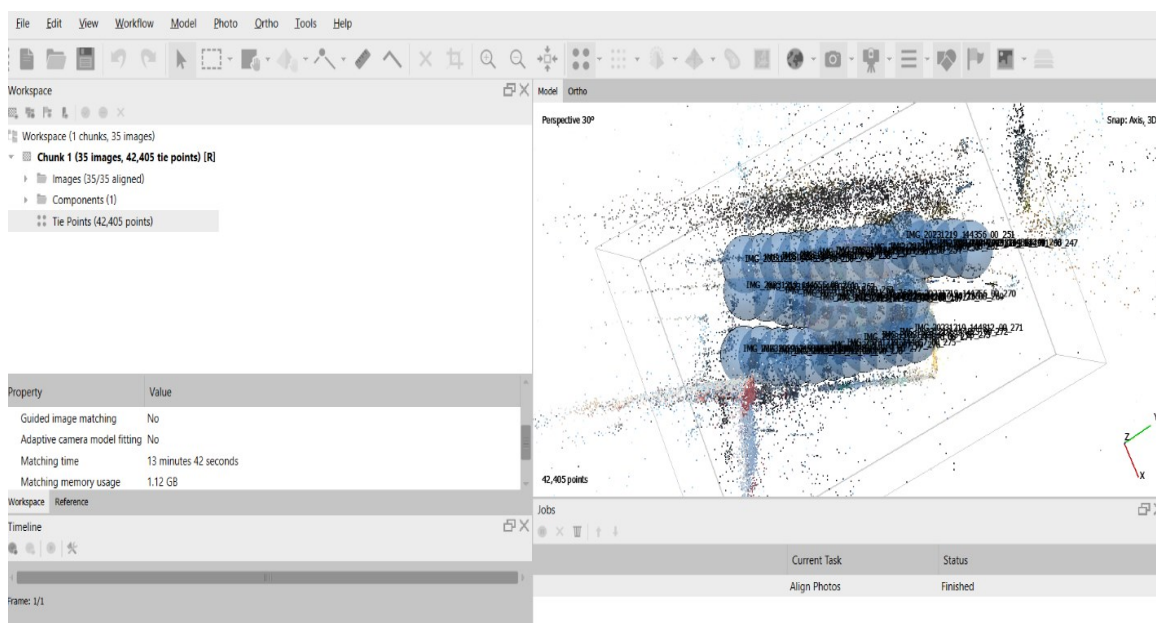 File Edit View Workflow Model Photo Ortho Tools Help
Workspace
Workspace (1 chunks, 35 images)
Chunk 1 (35 images, 42,405 tie points) [R]
Images (35/35 aligned)
Components (1)
Tie Points (42,405 points)
Property Value
Guided image matching No
Adaptive camera model fitting No
Matching time 13 minutes 42 seconds
Matching memory usage 1.12 GB
Workspace Reference
Timeline
Frame: 1/1
Model Ortho
Perspective 30°
Snap: Axis, 3D
IMG_20231219_144356_00_251
247
270
IMG_20231219_144812_00_271
42,405 points
Z
X
Jobs
Current Task Status
Align Photos Finished